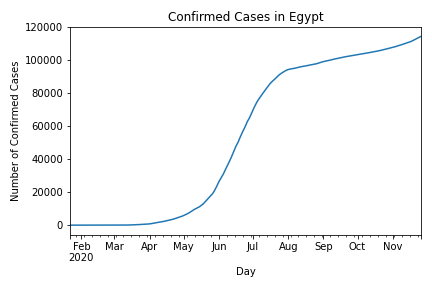 Confirmed Cases in Egypt
120000
100000
80000
60000
40000
20000
0
Number of Confirmed Cases
Feb Mar Apr May Jun Jul Aug Sep Oct Nov
2020
Day